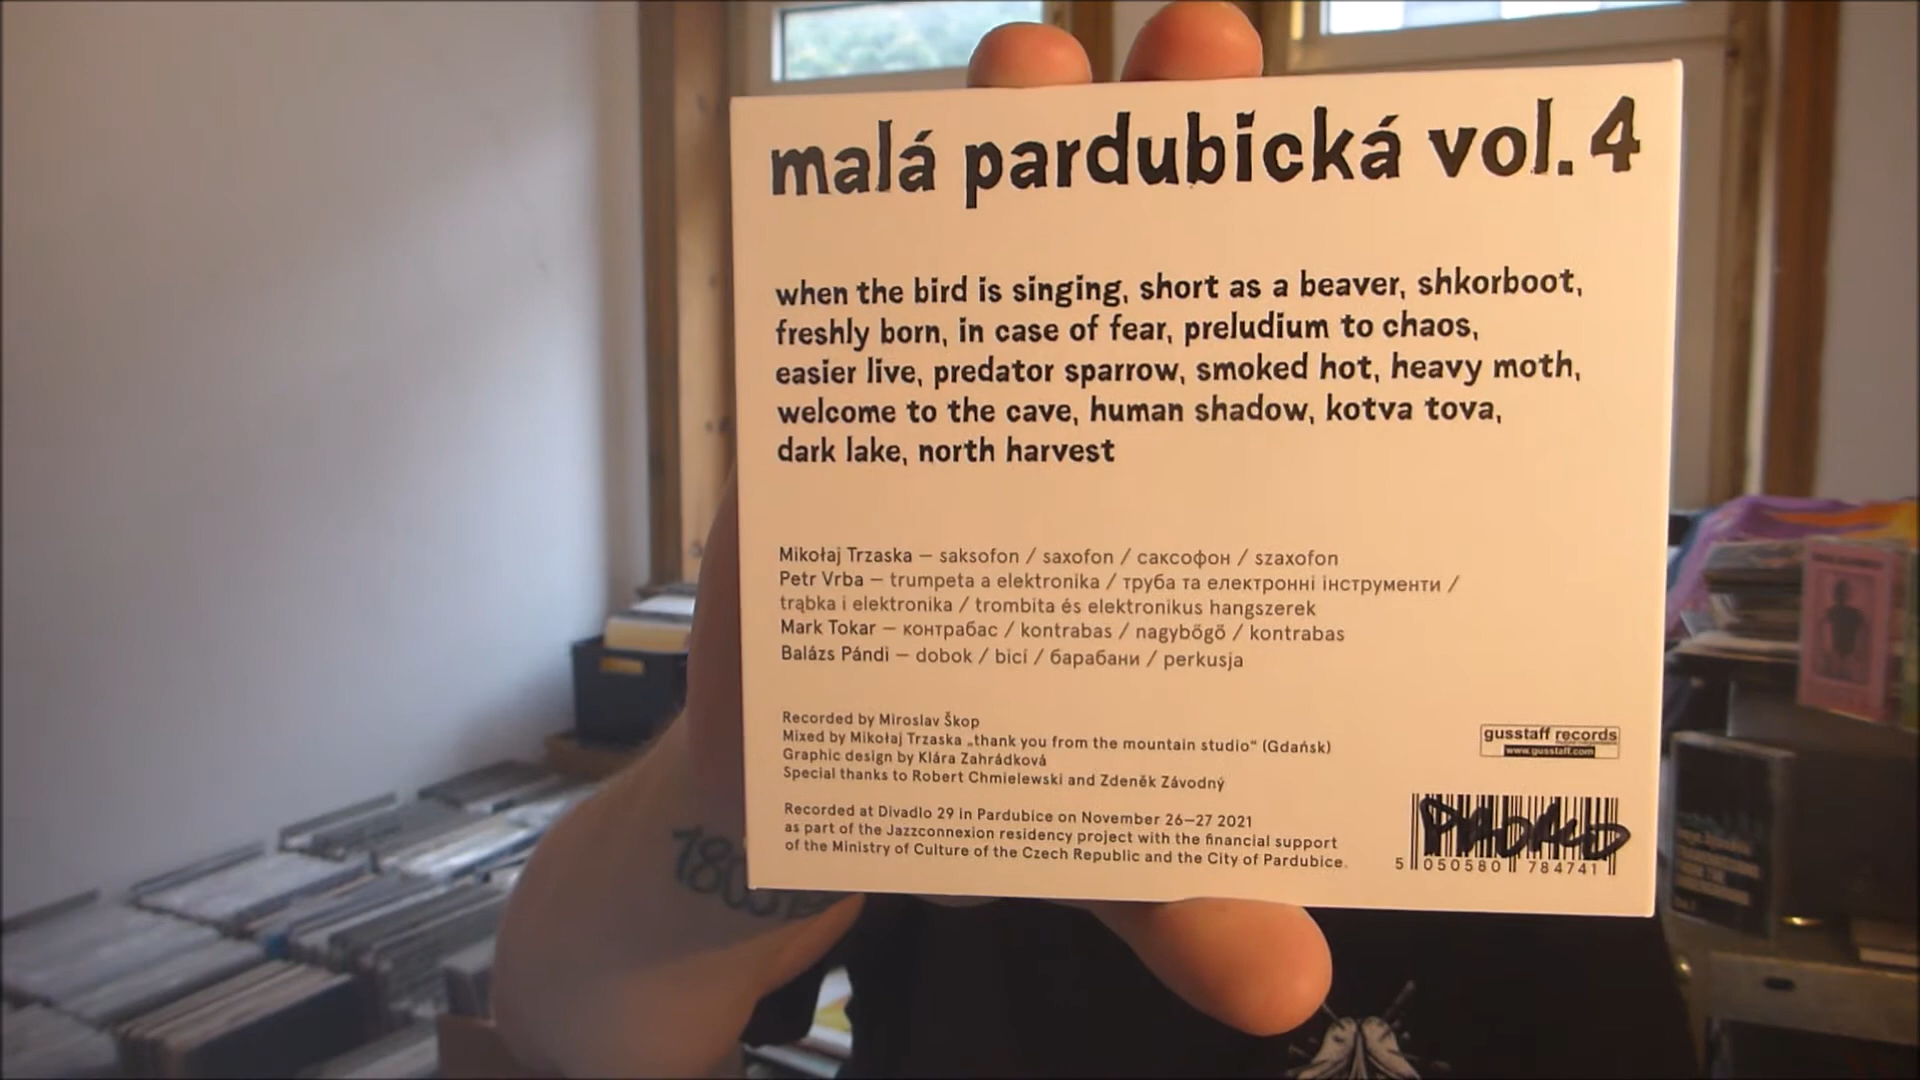 malá pardubická vol. 4
when the bird is singing, short as a beaver, shkorboot,
freshly born, in case of fear, preludium to chaos,
easier live, predator sparrow, smoked hot, heavy moth,
welcome to the cave, human shadow, kotva tova,
dark lake, north harvest
Mikołaj Trzaska – saksofon / saxofon / саксофон / szaxofon
Petr Vrba – trumpeta a elektronika / труба та електронні інструменти /
trąbka i elektronika / trombita és elektronikus hangszerek
Mark Tokar – контрабас / kontrabas / nagybőgő / kontrabas
Balázs Pándi – dobok / bicí / барабани / perkusja
Recorded by Miroslav Škop
Mixed by Mikołaj Trzaska „thank you from the mountain studio“ (Gdańsk)
Graphic design by Klára Zahrádková
Special thanks to Robert Chmielewski and Zdeněk Závodný
Recorded at Divadlo 29 in Pardubice on November 26–27 2021
as part of the Jazzconnexion residency project with the financial support
of the Ministry of Culture of the Czech Republic and the City of Pardubice.
gusstaff records
www.gusstaff.com
5 050580 784741